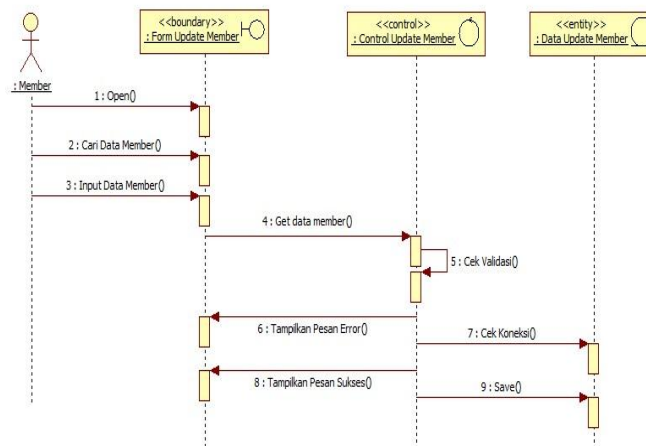 <<boundary>>
: Form Update Member
<<control>>
: Control Update Member
<<entity>>
: Data Update Member
: Member
1 : Open()
2 : Cari Data Member()
3 : Input Data Member()
4 : Get data member()
5 : Cek Validasi()
6 : Tampilkan Pesan Error()
7 : Cek Koneksi()
8 : Tampilkan Pesan Sukses()
9 : Save()